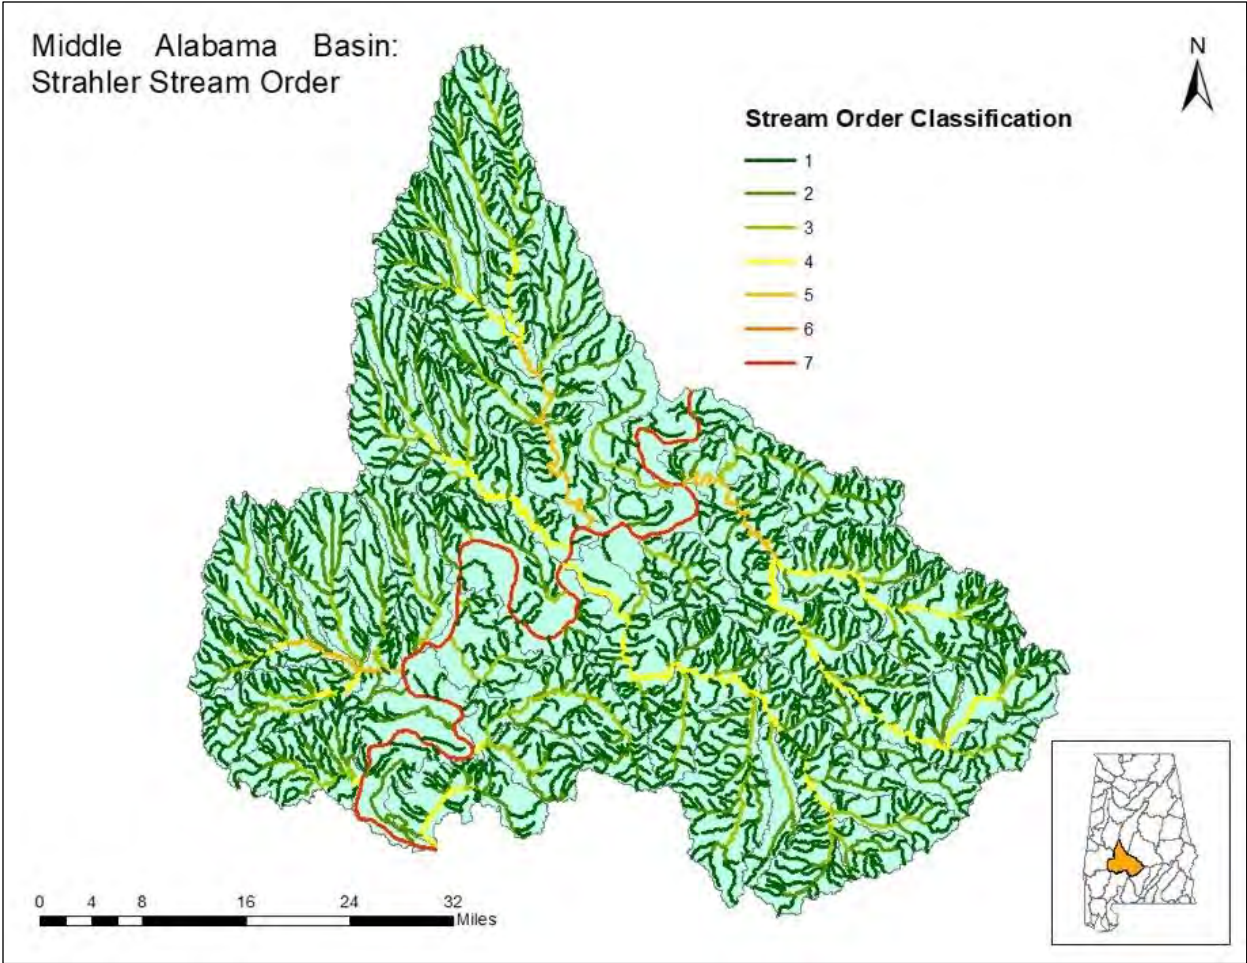 Middle Alabama Basin:
Strahler Stream Order
N
Stream Order Classification
1
2
3
4
5
6
7
0 4 8 16 24 32
Miles